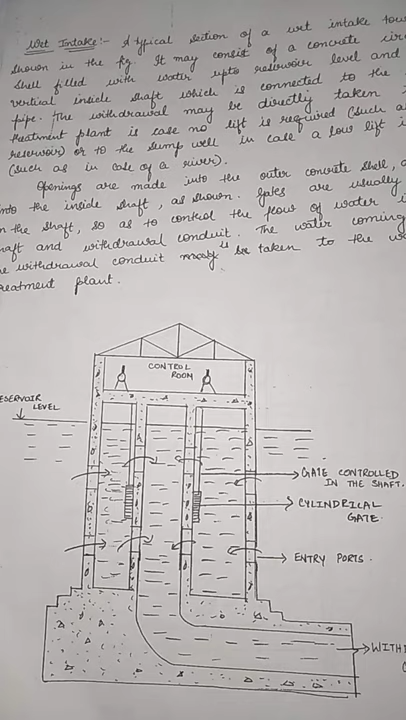 Wet Intake:- A typical section of a wet intake tow
shown in the fig. It may consist of a concrete circ
shell filled with water upto reservoir level and
vertical inside shaft which is connected to the
pipe. The withdrawal may be directly taken
treatment plant is case no lift is required (such a
reservoir) or to the sump well in case a low lift i
(such as in case of a river).
Openings are made into the outer concrete shell, a
into the inside shaft, as shown. Gates are usually
n the shaft, so as to control the flow of water i
haft and withdrawal conduit. The water coming
he withdrawal conduit is be taken to the wa
reatment plant.
CONTROL
ROOM
RESERVOIR
LEVEL
GATE CONTROLLED
IN THE SHAFT.
CYLINDRICAL
GATE.
ENTRY PORTS.
WITH